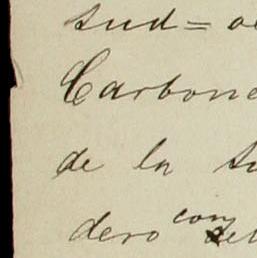 sud=
Carbone
de la
dero con